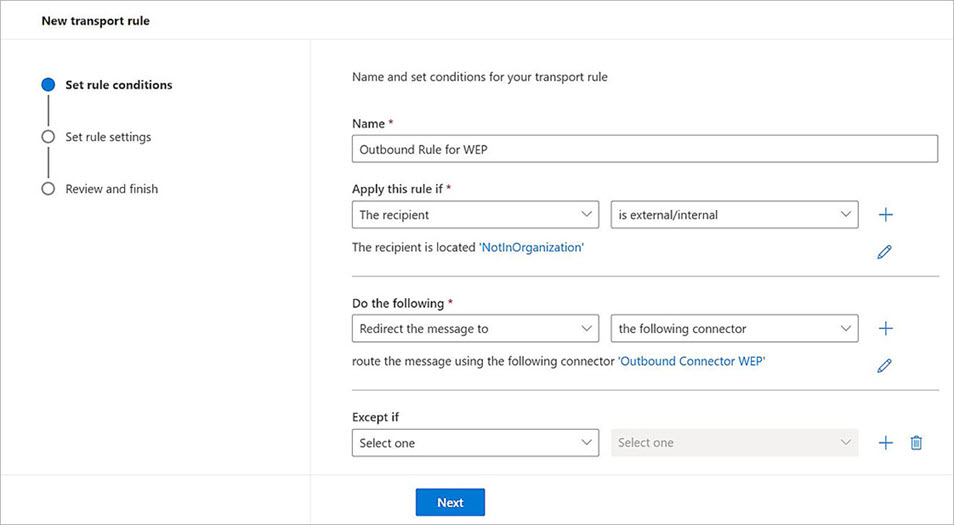 New transport rule
Set rule conditions
Set rule settings
Review and finish
Name and set conditions for your transport rule
Name *
Outbound Rule for WEP
Apply this rule if *
The recipient
is external/internal
The recipient is located 'NotInOrganization'
Do the following *
Redirect the message to
the following connector
route the message using the following connector 'Outbound Connector WEP'
Except if
Select one
Select one
Next